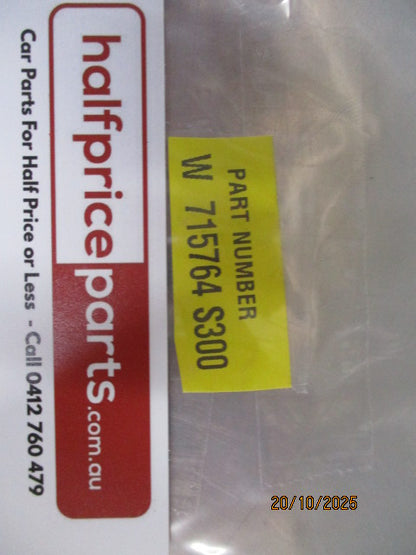 halfpriceparts.com.au
Car Parts For Half Price or Less - Call 0412 760 479
PART NUMBER
W 715764 S300
20/10/2025